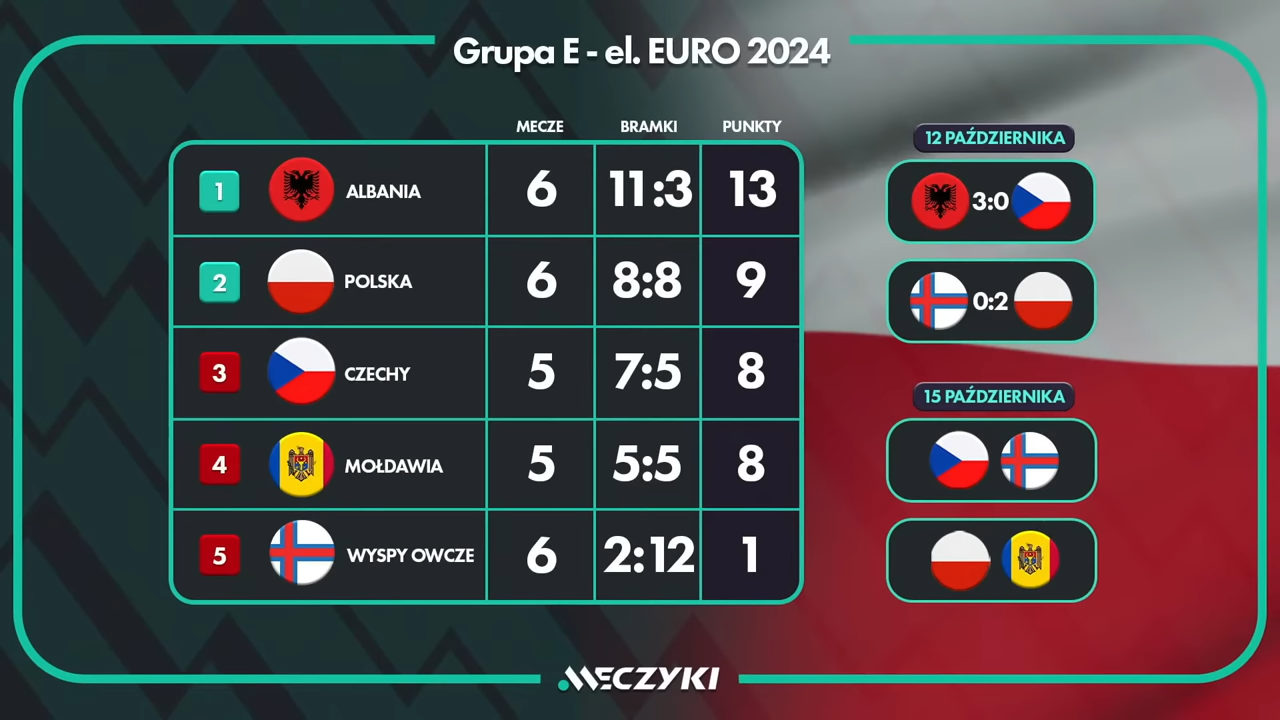 Grupa E - el. EURO 2024
MECZE BRAMKI PUNKTY
1 ALBANIA 6 11:3 13
2 POLSKA 6 8:8 9
3 CZECHY 5 7:5 8
4 MOŁDAWIA 5 5:5 8
5 WYSPY OWCZE 6 2:12 1
12 PAŹDZIERNIKA
3:0
0:2
15 PAŹDZIERNIKA
MECZYKI